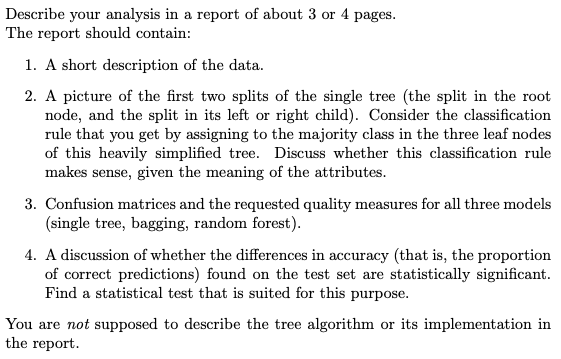 Describe your analysis in a report of about 3 or 4 pages.
The report should contain:
1. A short description of the data.
2. A picture of the first two splits of the single tree (the split in the root
node, and the split in its left or right child). Consider the classification
rule that you get by assigning to the majority class in the three leaf nodes
of this heavily simplified tree. Discuss whether this classification rule
makes sense, given the meaning of the attributes.
3. Confusion matrices and the requested quality measures for all three models
(single tree, bagging, random forest).
4. A discussion of whether the differences in accuracy (that is, the proportion
of correct predictions) found on the test set are statistically significant.
Find a statistical test that is suited for this purpose.
You are not supposed to describe the tree algorithm or its implementation in
the report.